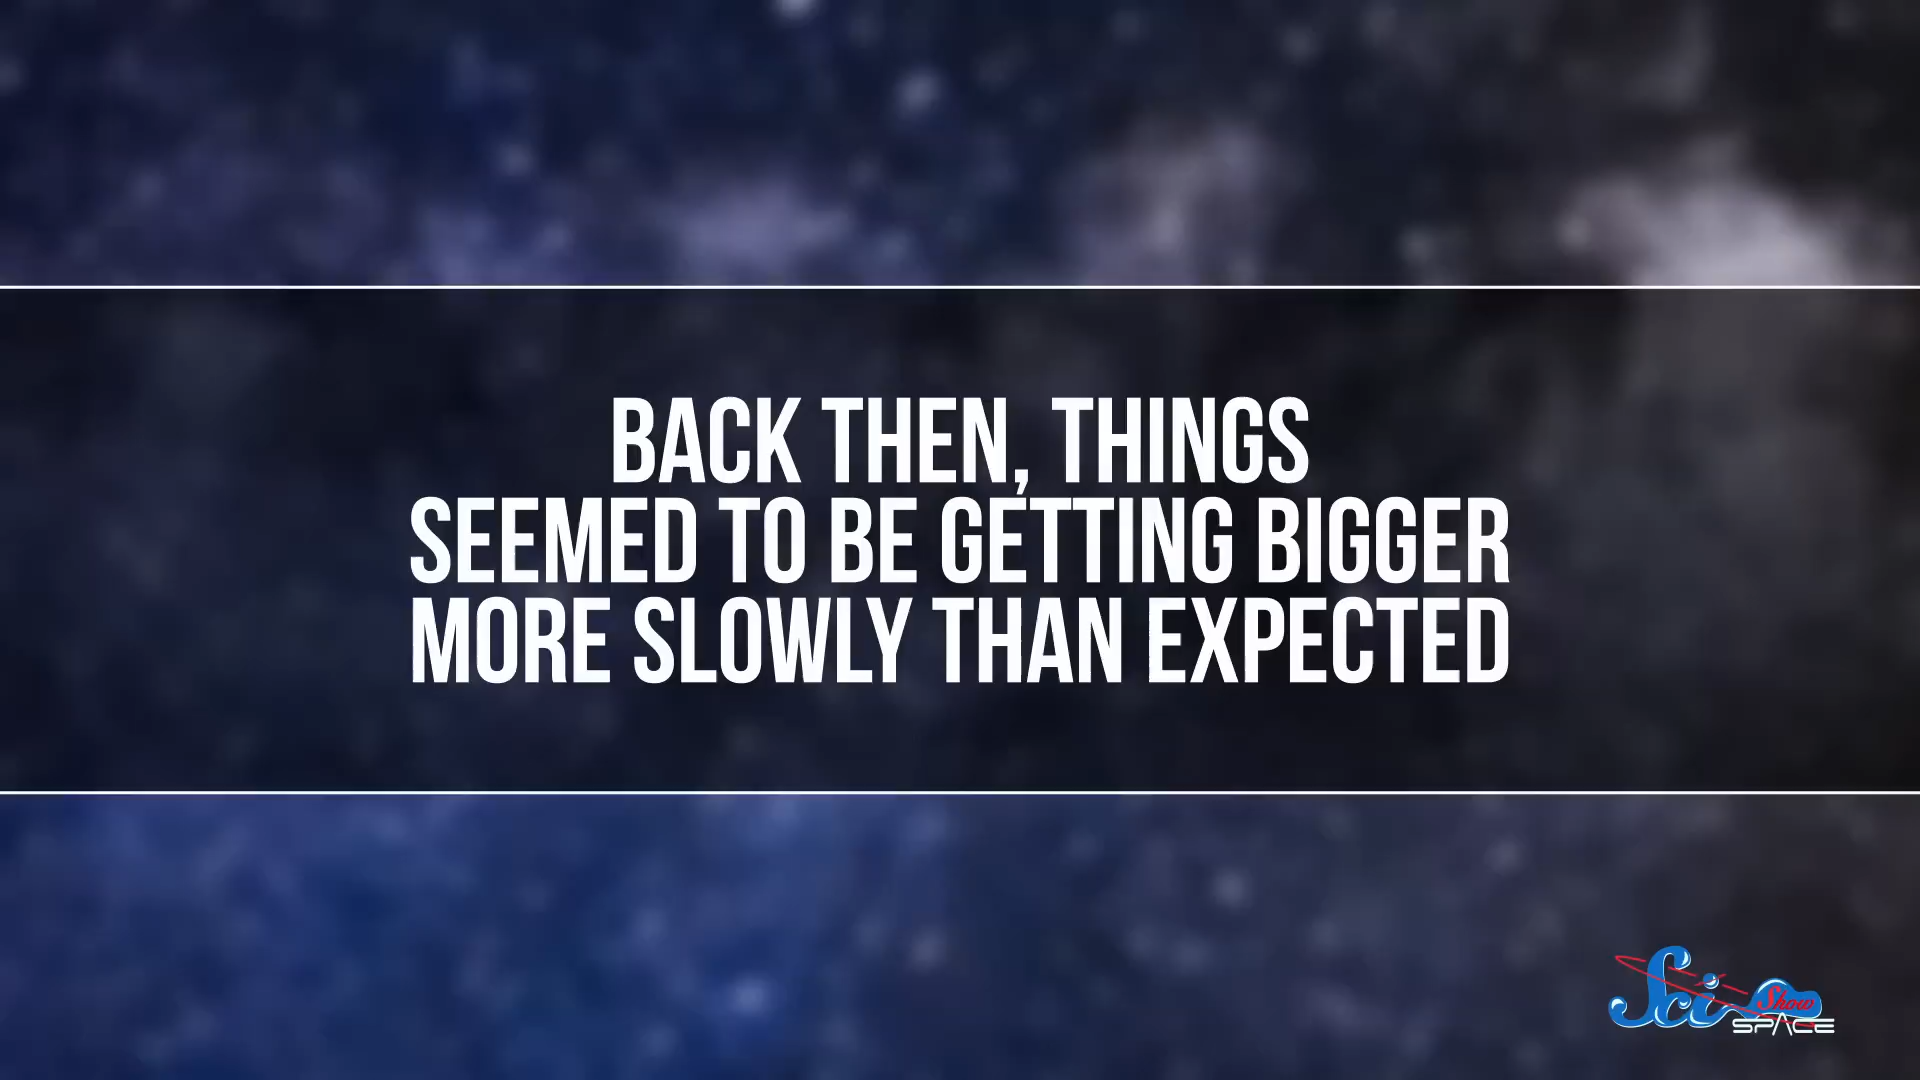 BACK THEN, THINGS
SEEMED TO BE GETTING BIGGER
MORE SLOWLY THAN EXPECTED
Sci Show
SPACE